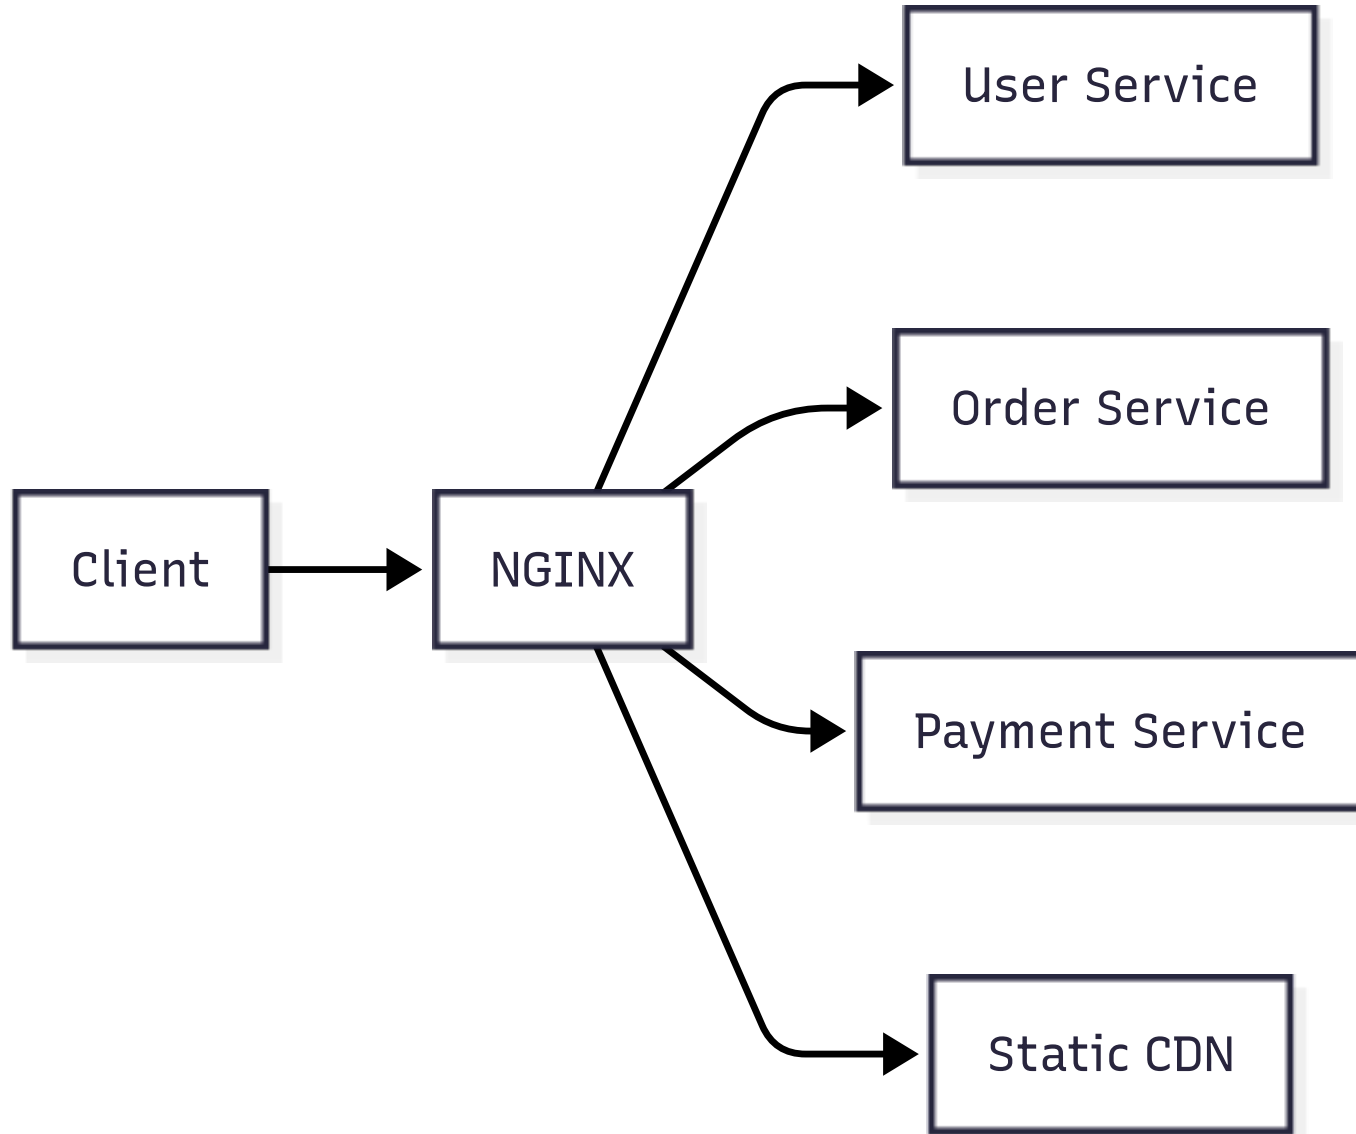 User Service
Order Service
Client
NGINX
Payment Service
Static CDN